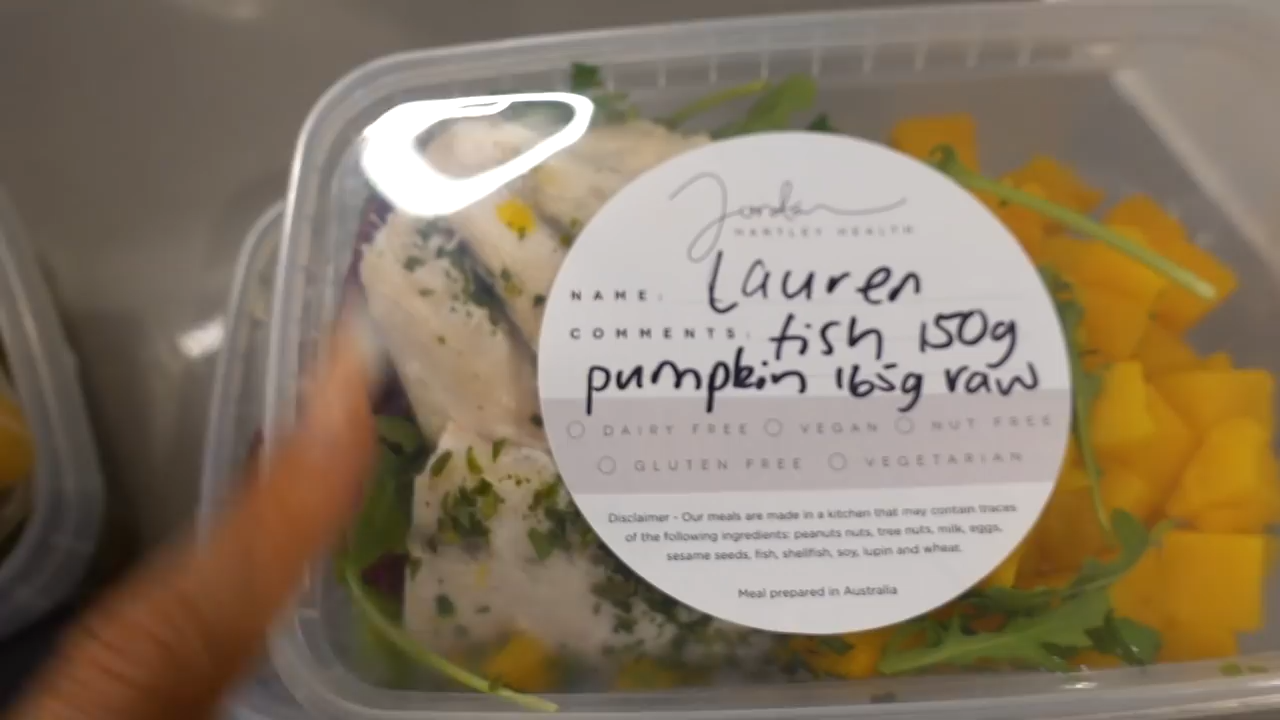 Jordan
HARTLEY HEALTH
NAME: Lauren
COMMENTS: fish 150g
pumpkin 165g raw
DAIRY FREE VEGAN NUT FREE
GLUTEN FREE VEGETARIAN
Disclaimer - Our meals are made in a kitchen that may contain traces
of the following ingredients: peanuts nuts, tree nuts, milk, eggs,
sesame seeds, fish, shellfish, soy, lupin and wheat.
Meal prepared in Australia